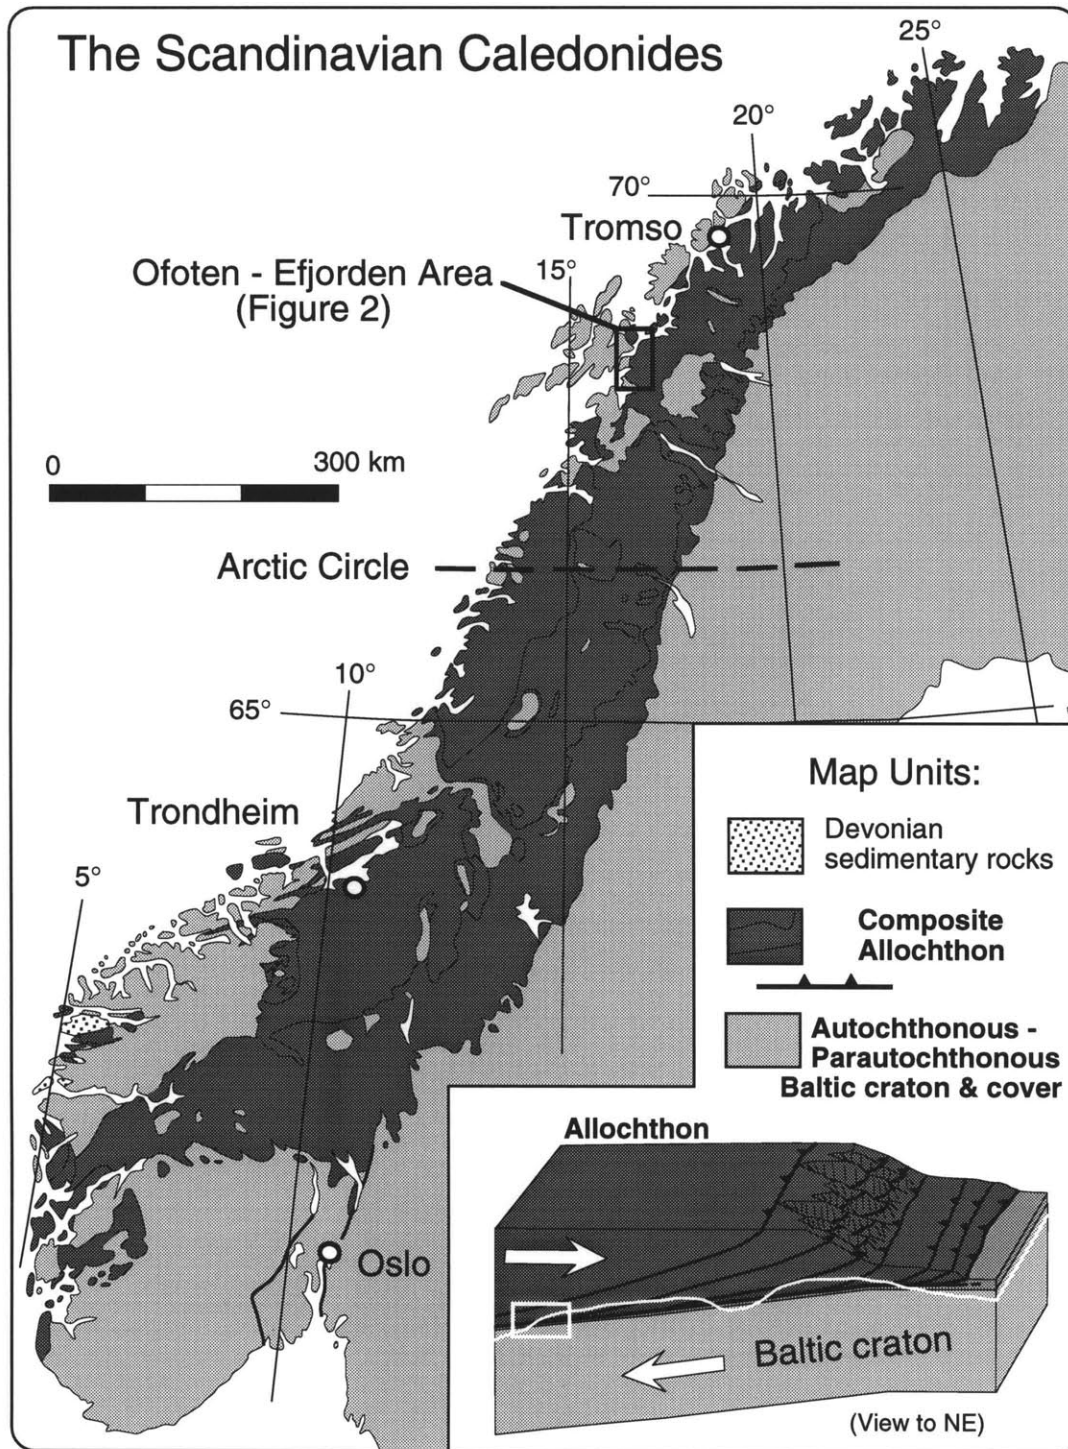 The Scandinavian Caledonides
25°
20°
70°
Tromso
15°
Ofoten - Efjorden Area
(Figure 2)
0
300 km
Arctic Circle
10°
65°
Map Units:
Trondheim
Devonian
sedimentary rocks
5°
Composite
Allochthon
Autochthonous -
Parautochthonous
Baltic craton & cover
Allochthon
Oslo
Baltic craton
(View to NE)